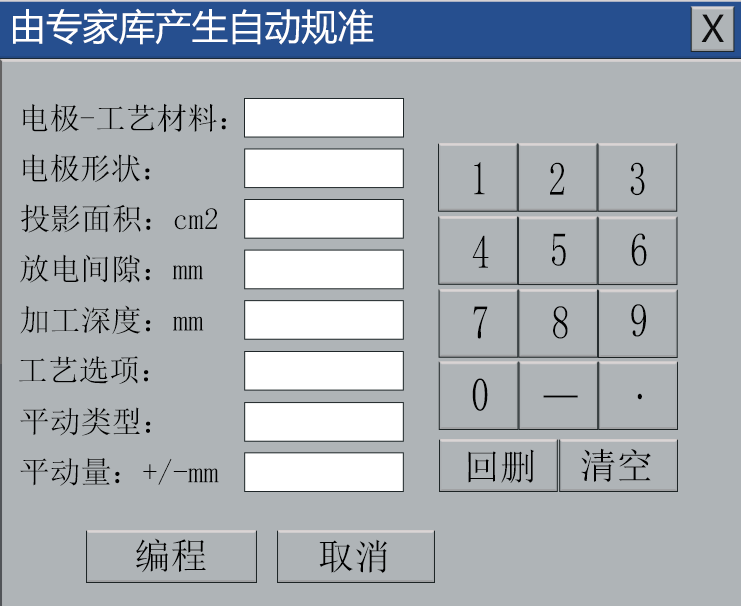 由专家库产生自动规准 X
电极-工艺材料：
电极形状：
投影面积：cm2
放电间隙：mm
加工深度：mm
工艺选项：
平动类型：
平动量：+/-mm
1 2 3
4 5 6
7 8 9
0 — ·
回删 清空
编程 取消